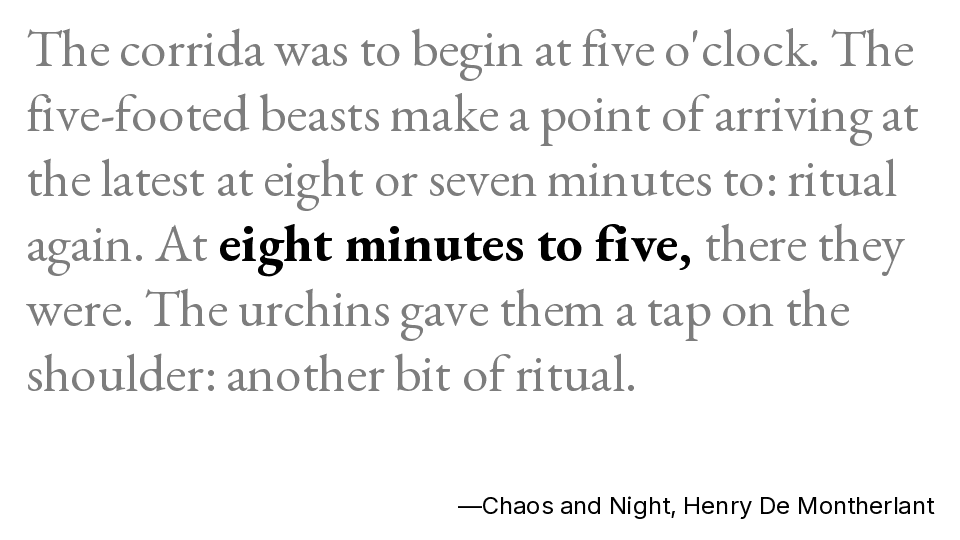 The corrida was to begin at five o'clock. The
five-footed beasts make a point of arriving at
the latest at eight or seven minutes to: ritual
again. At eight minutes to five, there they
were. The urchins gave them a tap on the
shoulder: another bit of ritual.
—Chaos and Night, Henry De Montherlant